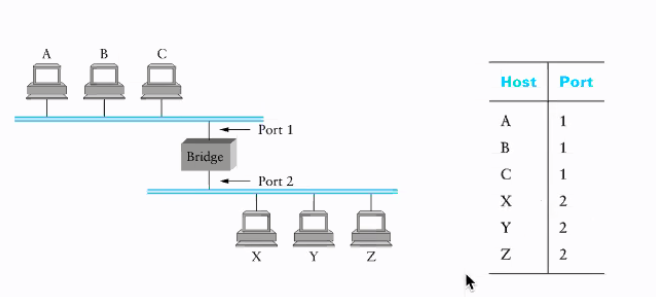 A B C
Port 1
Bridge
Port 2
X Y Z
Host Port
A 1
B 1
C 1
X 2
Y 2
Z 2